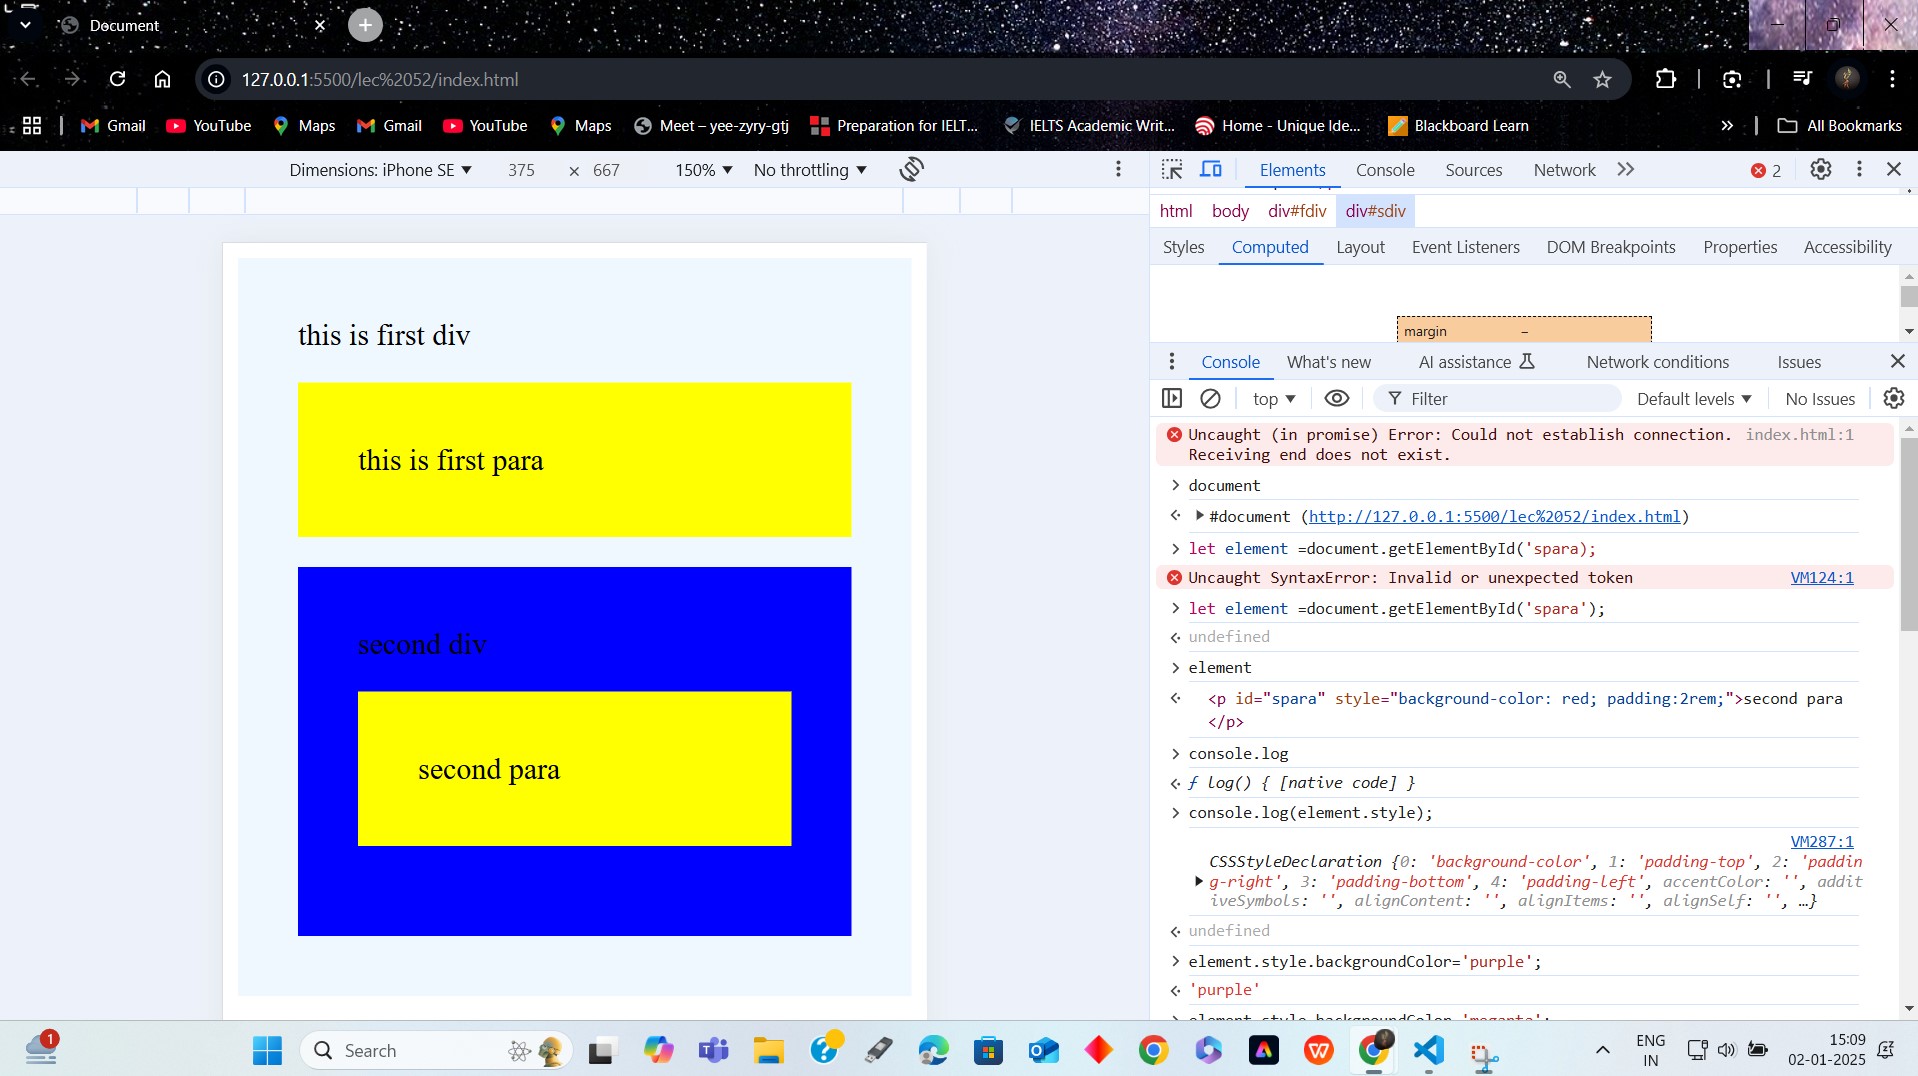 Document
127.0.0.1:5500/lec%2052/index.html
Gmail
YouTube
Maps
Gmail
YouTube
Maps
Meet – yee-zyry-gtj
Preparation for IELT...
IELTS Academic Writ...
Home - Unique Ide...
Blackboard Learn
All Bookmarks
Dimensions: iPhone SE
375 × 667
150%
No throttling
Elements
Console
Sources
Network
2
html
body
div#fdiv
div#sdiv
Styles
Computed
Layout
Event Listeners
DOM Breakpoints
Properties
Accessibility
margin –
this is first div
this is first para
second div
second para
Console
What's new
AI assistance
Network conditions
Issues
top
Filter
Default levels
No Issues
Uncaught (in promise) Error: Could not establish connection. index.html:1
Receiving end does not exist.
document
#document (http://127.0.0.1:5500/lec%2052/index.html)
let element =document.getElementById('spara);
Uncaught SyntaxError: Invalid or unexpected token VM124:1
let element =document.getElementById('spara');
undefined
element
<p id="spara" style="background-color: red; padding:2rem;">second para
</p>
console.log
ƒ log() { [native code] }
console.log(element.style);
VM287:1
CSSStyleDeclaration {0: 'background-color', 1: 'padding-top', 2: 'paddin
g-right', 3: 'padding-bottom', 4: 'padding-left', accentColor: '', addit
iveSymbols: '', alignContent: '', alignItems: '', alignSelf: '', …}
undefined
element.style.backgroundColor='purple';
'purple'
1
Search
ENG
IN
15:09
02-01-2025